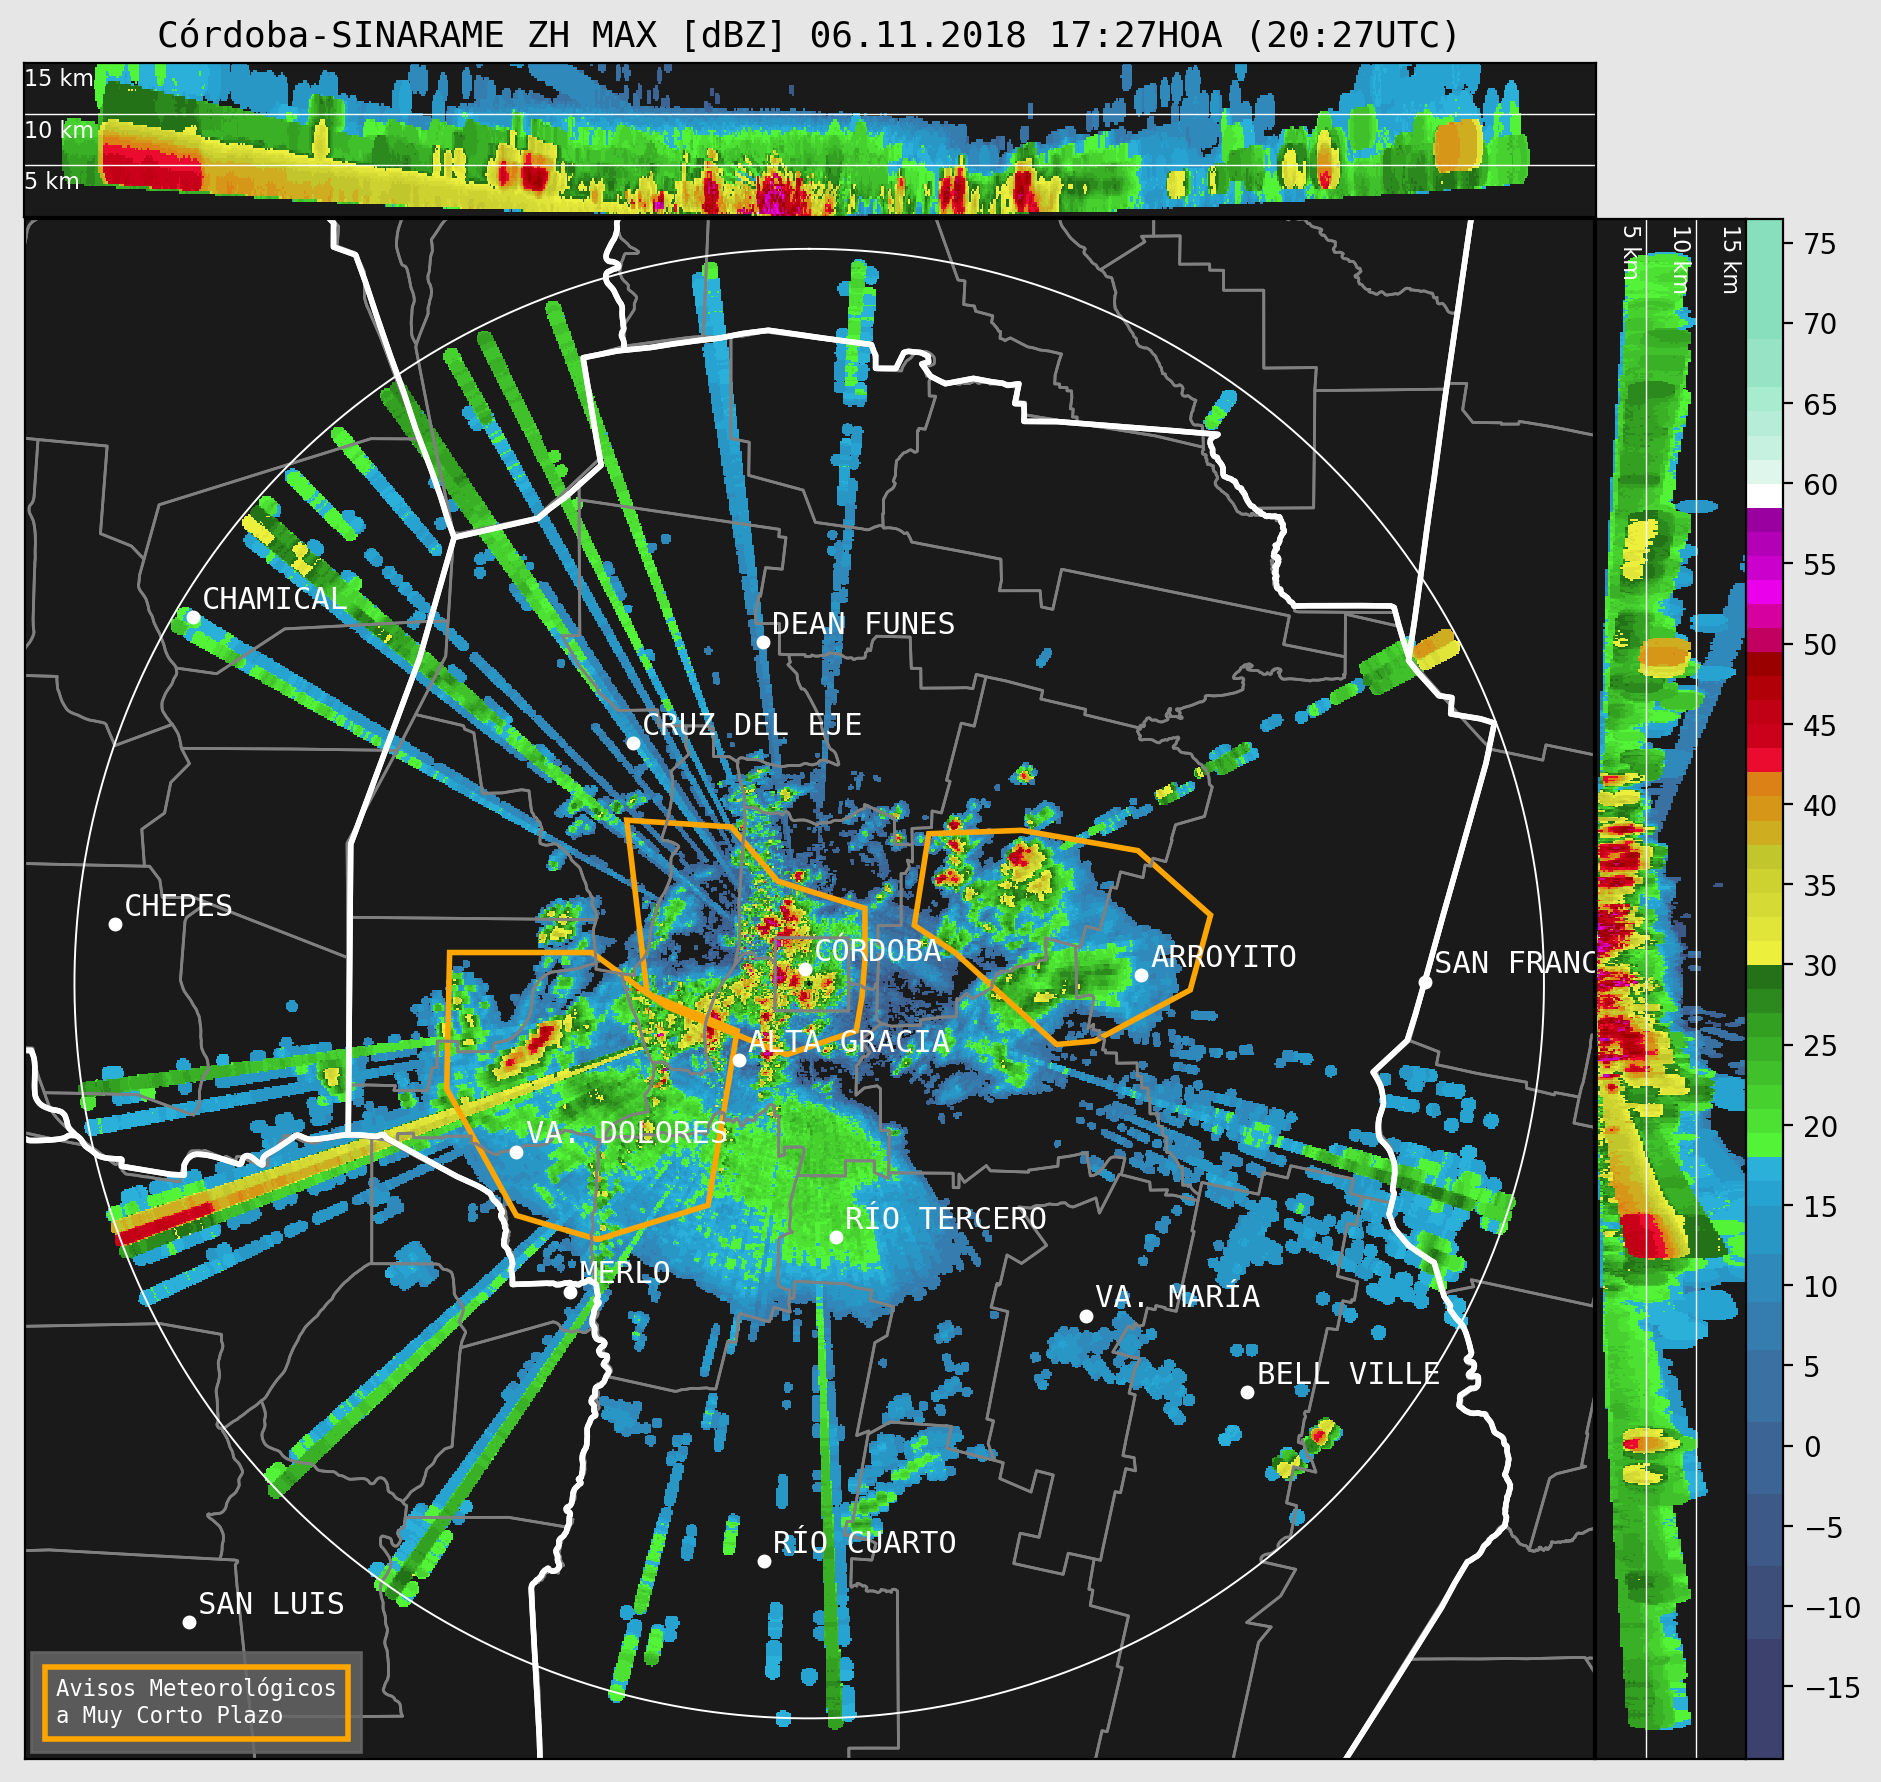 Córdoba-SINARAME ZH MAX [dBZ] 06.11.2018 17:27HOA (20:27UTC)
15 km
10 km
5 km
5 km
10 km
15 km
75
70
65
60
55
50
45
40
35
30
25
20
15
10
5
0
−5
−10
−15
CHAMICAL
DEAN FUNES
CRUZ DEL EJE
CHEPES
CÓRDOBA
ARROYITO
SAN FRANC
ALTA GRACIA
VA. DOLORES
RÍO TERCERO
MERLO
VA. MARÍA
BELL VILLE
RÍO CUARTO
SAN LUIS
Avisos Meteorológicos
a Muy Corto Plazo